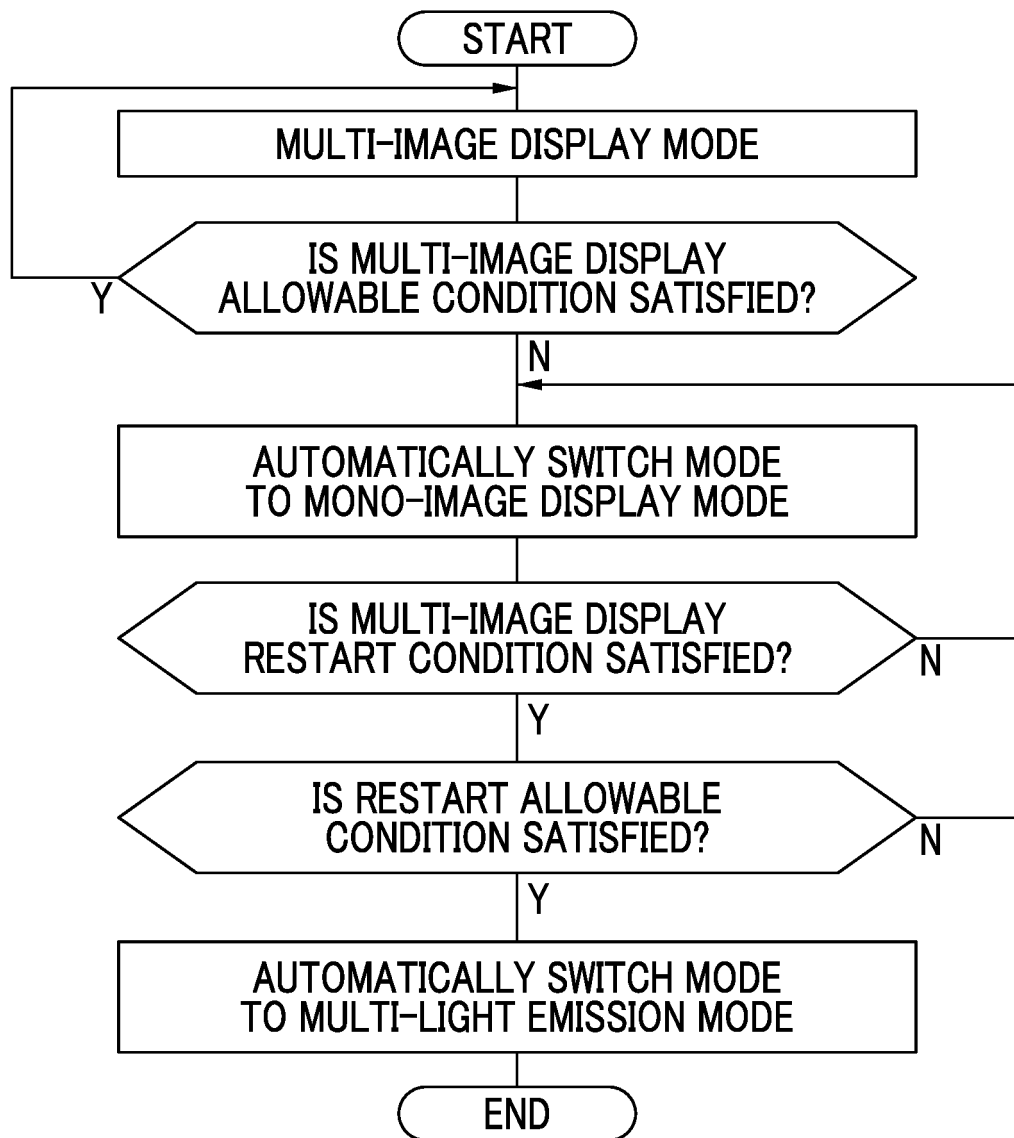 START
MULTI-IMAGE DISPLAY MODE
IS MULTI-IMAGE DISPLAY
ALLOWABLE CONDITION SATISFIED?
Y
N
AUTOMATICALLY SWITCH MODE
TO MONO-IMAGE DISPLAY MODE
IS MULTI-IMAGE DISPLAY
RESTART CONDITION SATISFIED?
N
Y
IS RESTART ALLOWABLE
CONDITION SATISFIED?
N
Y
AUTOMATICALLY SWITCH MODE
TO MULTI-LIGHT EMISSION MODE
END